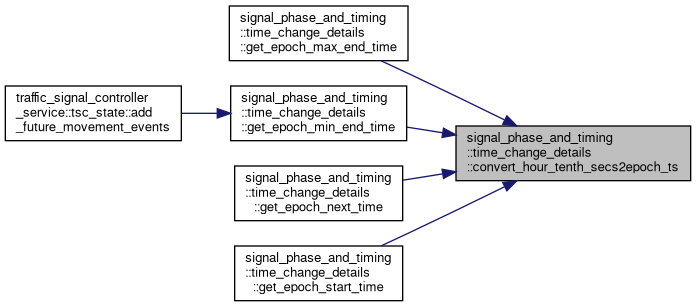 signal_phase_and_timing
::time_change_details
::get_epoch_max_end_time
traffic_signal_controller
_service::tsc_state::add
_future_movement_events
signal_phase_and_timing
::time_change_details
::get_epoch_min_end_time
signal_phase_and_timing
::time_change_details
::convert_hour_tenth_secs2epoch_ts
signal_phase_and_timing
::time_change_details
::get_epoch_next_time
signal_phase_and_timing
::time_change_details
::get_epoch_start_time